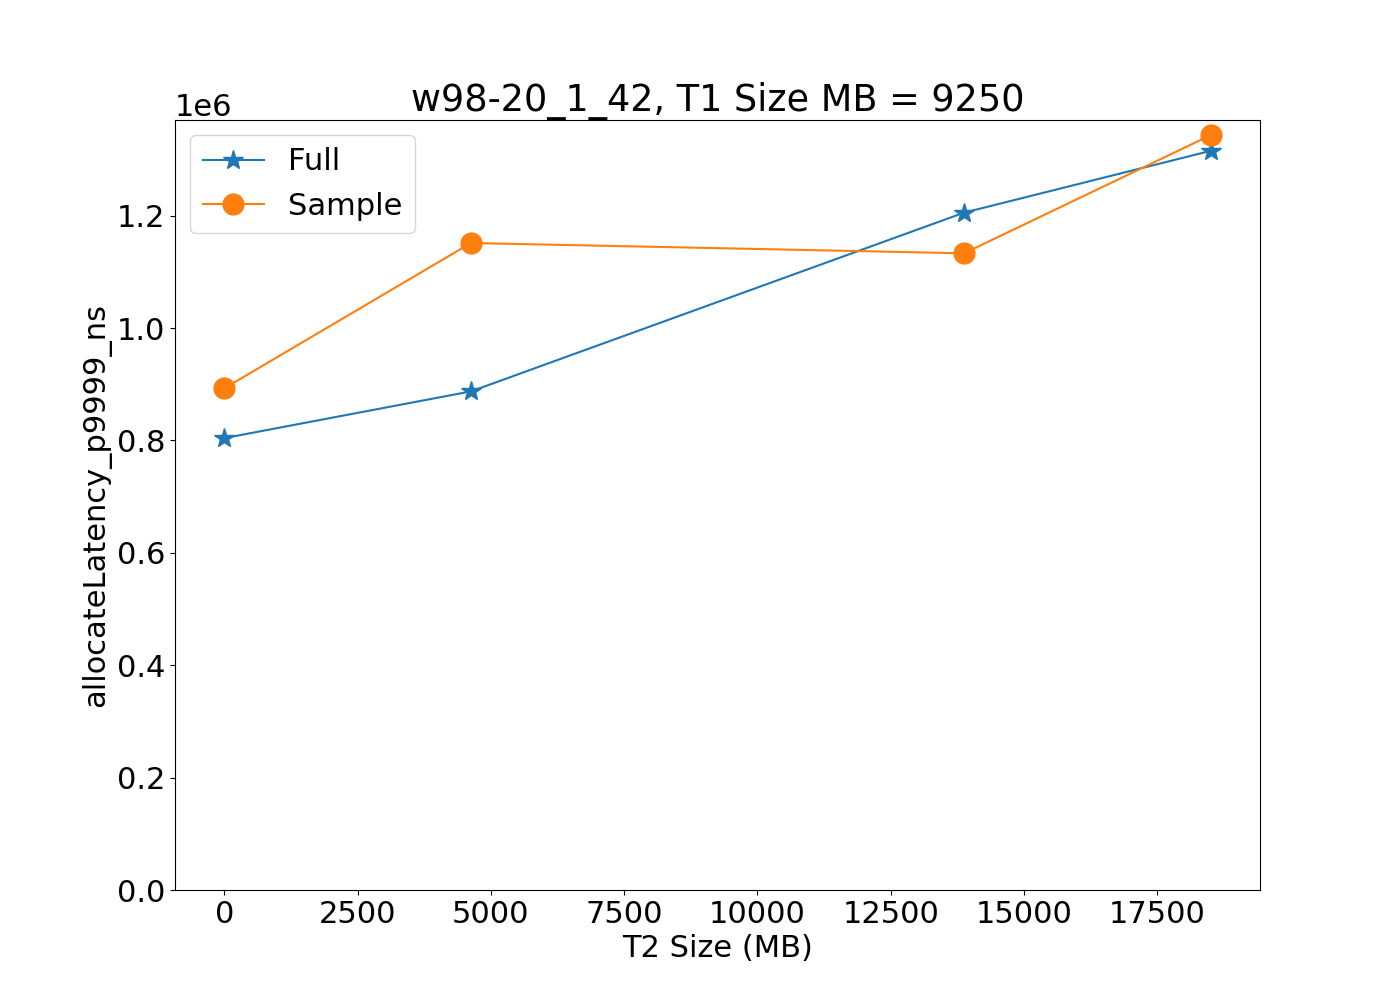 w98-20_1_42, T1 Size MB = 9250
1e6
Full
Sample
1.2
1.0
0.8
0.6
0.4
0.2
0.0
allocateLatency_p9999_ns
0 2500 5000 7500 10000 12500 15000 17500
T2 Size (MB)